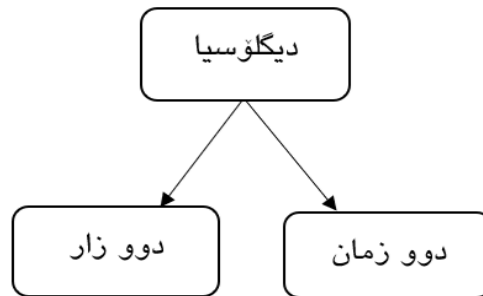 دیگلۆسیا
دوو زمان
دوو زار